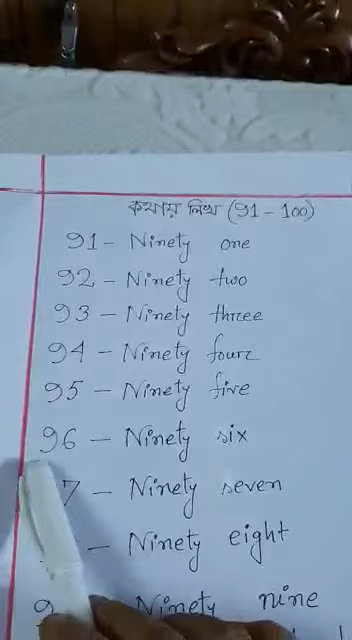 কথায় লিখ (91 - 100)
91 - Ninety one
92 - Ninety two
93 - Ninety three
94 - Ninety four
95 - Ninety five
96 - Ninety six
7 - Ninety seven
- Ninety eight
9 Ninety nine